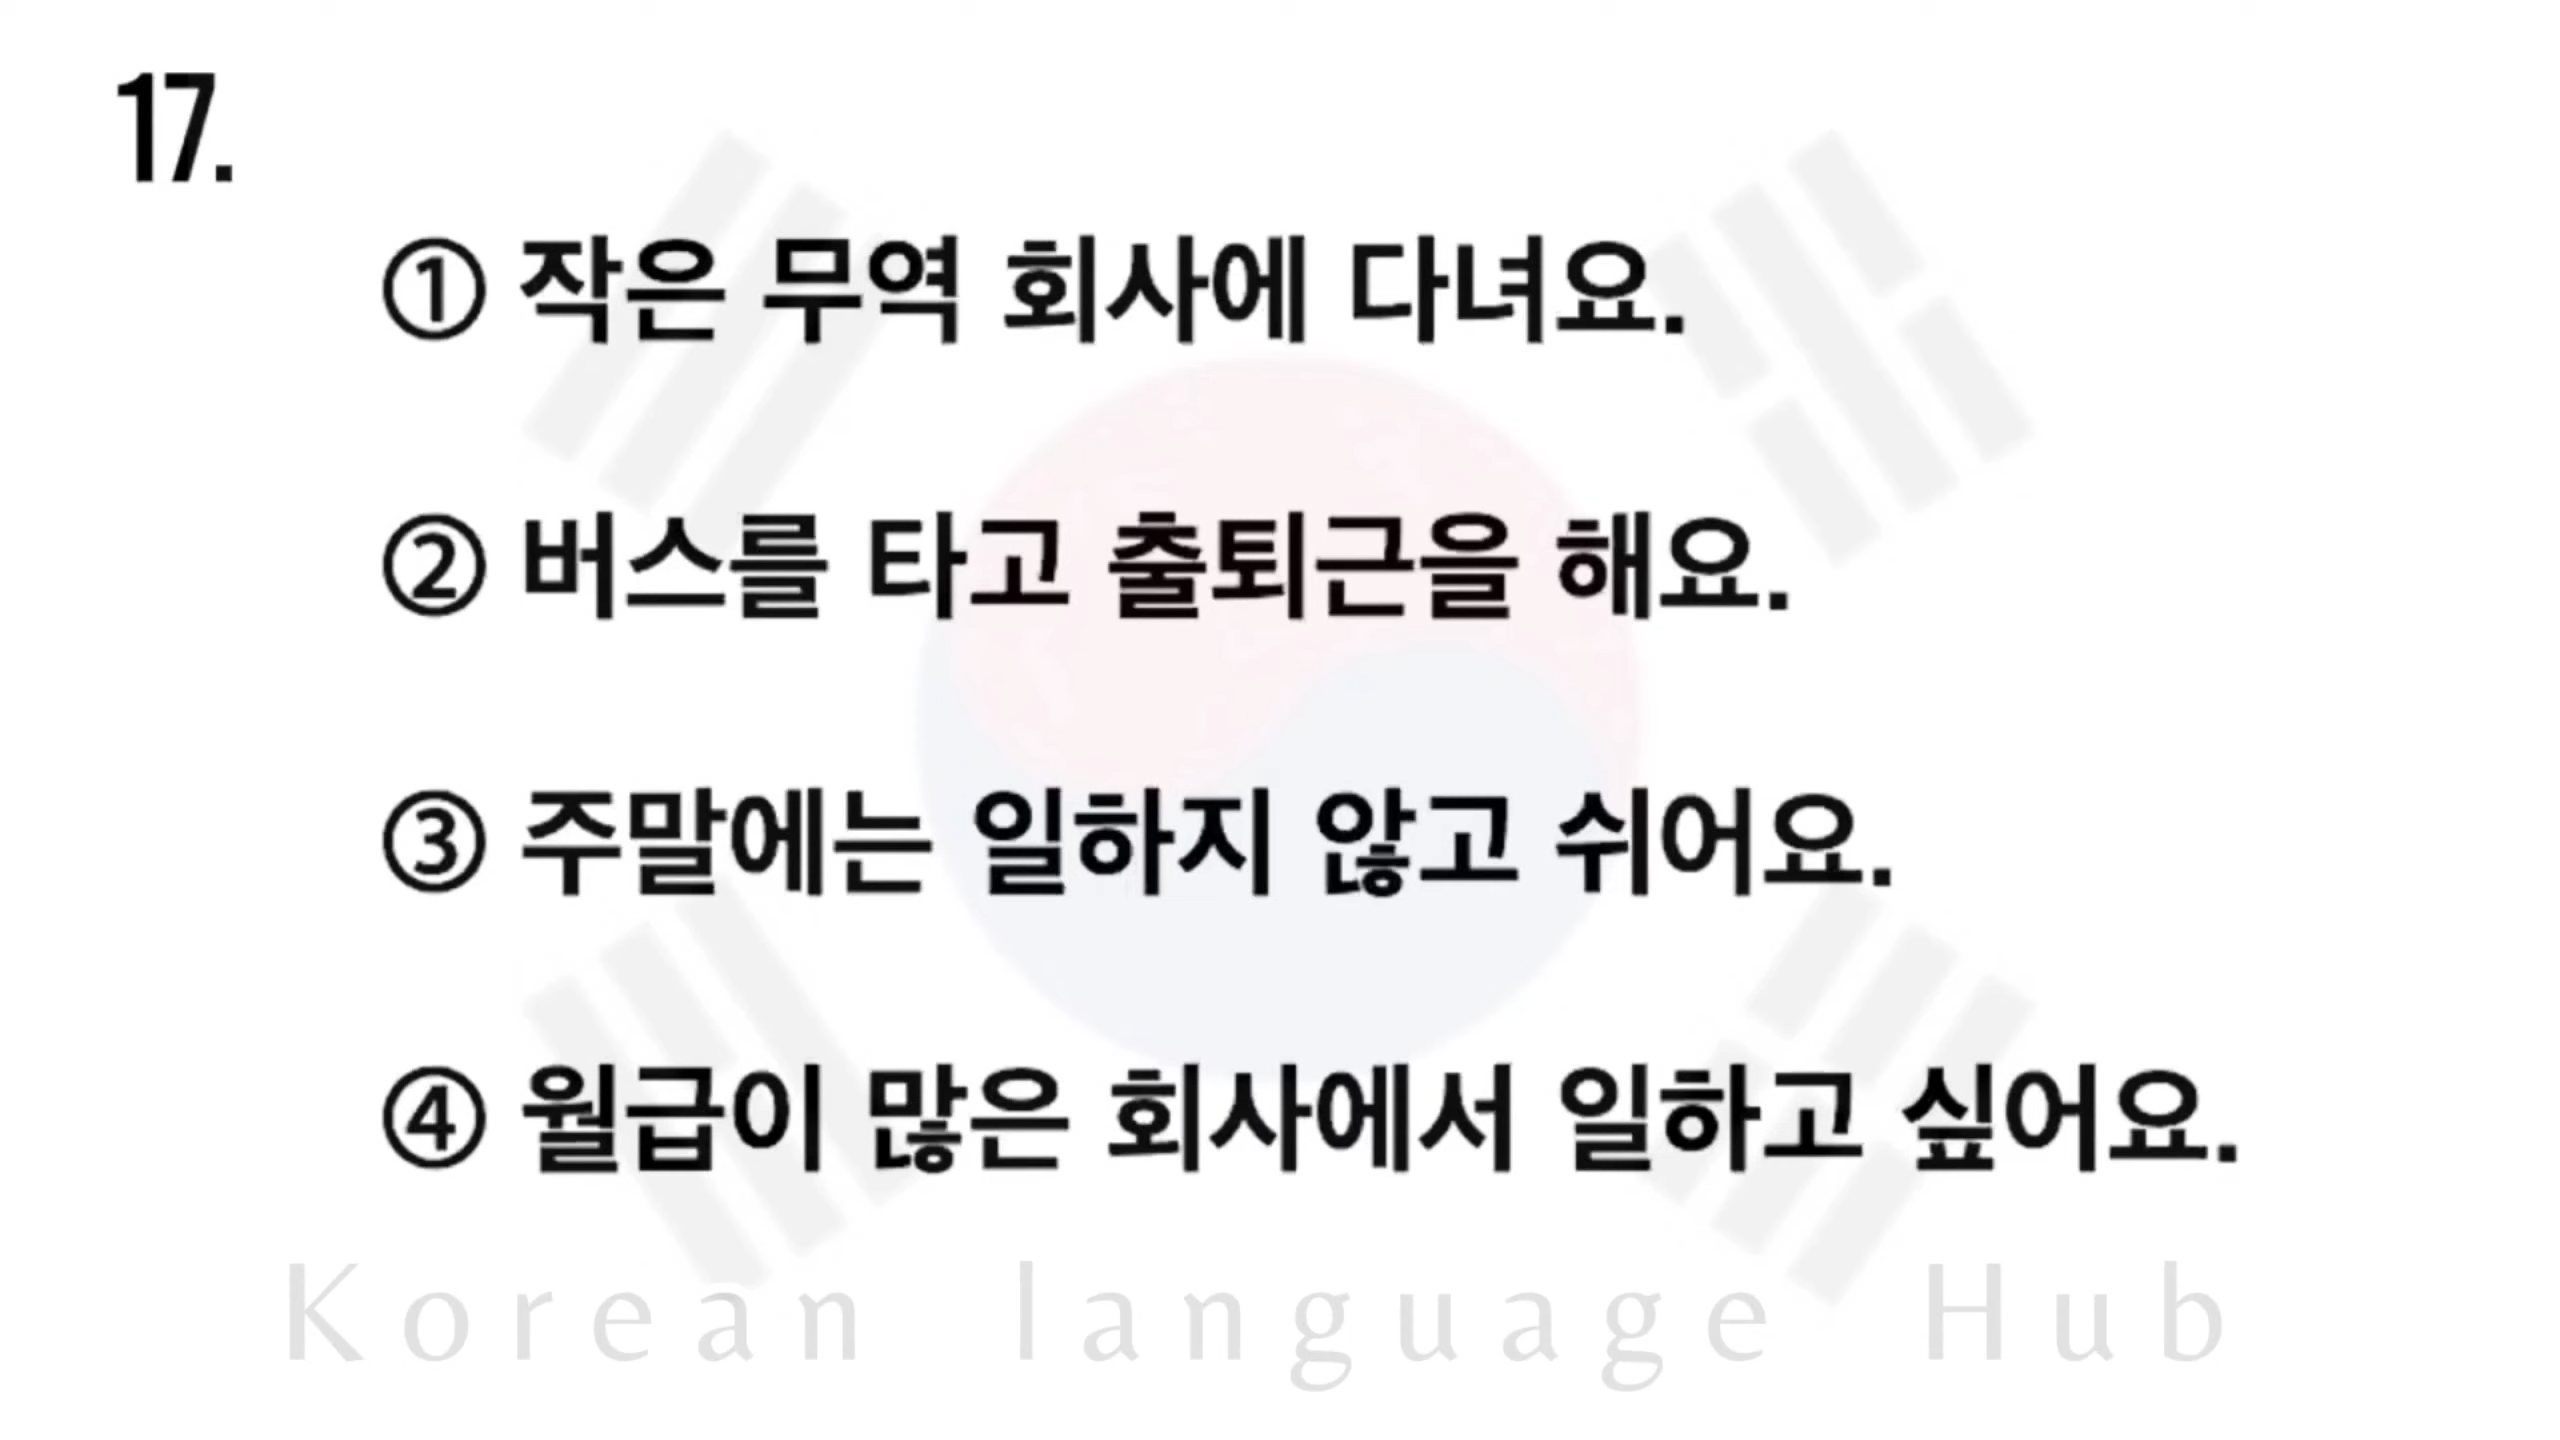 17.
① 작은 무역 회사에 다녀요.
② 버스를 타고 출퇴근을 해요.
③ 주말에는 일하지 않고 쉬어요.
④ 월급이 많은 회사에서 일하고 싶어요.
Korean language Hub